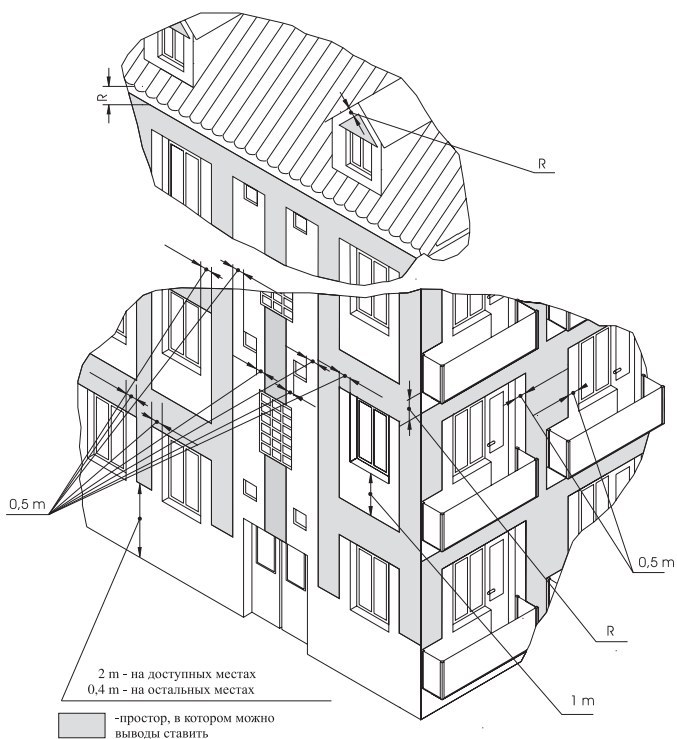 R
R
0,5 m
0,5 m
R
2 m - на доступных местах
0,4 m - на остальных местах
1 m
-простор, в котором можно
выводы ставить